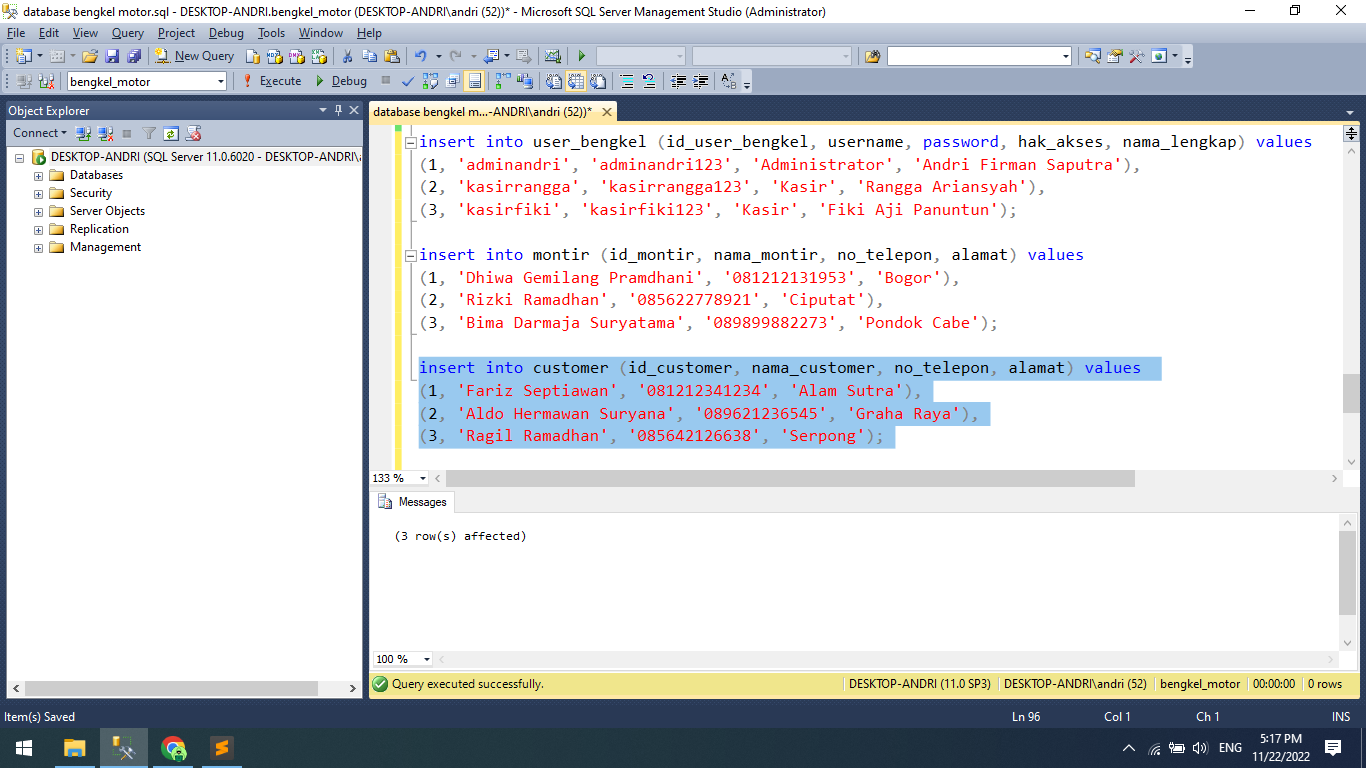 database bengkel motor.sql - DESKTOP-ANDRI.bengkel_motor (DESKTOP-ANDRI\andri (52))* - Microsoft SQL Server Management Studio (Administrator)
File Edit View Query Project Debug Tools Window Help
New Query
bengkel_motor Execute Debug
Object Explorer
Connect
DESKTOP-ANDRI (SQL Server 11.0.6020 - DESKTOP-ANDRI\
Databases
Security
Server Objects
Replication
Management
database bengkel m...-ANDRI\andri (52))*
insert into user_bengkel (id_user_bengkel, username, password, hak_akses, nama_lengkap) values
(1, 'adminandri', 'adminandri123', 'Administrator', 'Andri Firman Saputra'),
(2, 'kasirrangga', 'kasirrangga123', 'Kasir', 'Rangga Ariansyah'),
(3, 'kasirfiki', 'kasirfiki123', 'Kasir', 'Fiki Aji Panuntun');
insert into montir (id_montir, nama_montir, no_telepon, alamat) values
(1, 'Dhiwa Gemilang Pramdhani', '081212131953', 'Bogor'),
(2, 'Rizki Ramadhan', '085622778921', 'Ciputat'),
(3, 'Bima Darmaja Suryatama', '089899882273', 'Pondok Cabe');
insert into customer (id_customer, nama_customer, no_telepon, alamat) values
(1, 'Fariz Septiawan', '081212341234', 'Alam Sutra'),
(2, 'Aldo Hermawan Suryana', '089621236545', 'Graha Raya'),
(3, 'Ragil Ramadhan', '085642126638', 'Serpong');
133 %
Messages
(3 row(s) affected)
100 %
Query executed successfully. DESKTOP-ANDRI (11.0 SP3) DESKTOP-ANDRI\andri (52) bengkel_motor 00:00:00 0 rows
Item(s) Saved Ln 96 Col 1 Ch 1 INS
ENG 5:17 PM
11/22/2022